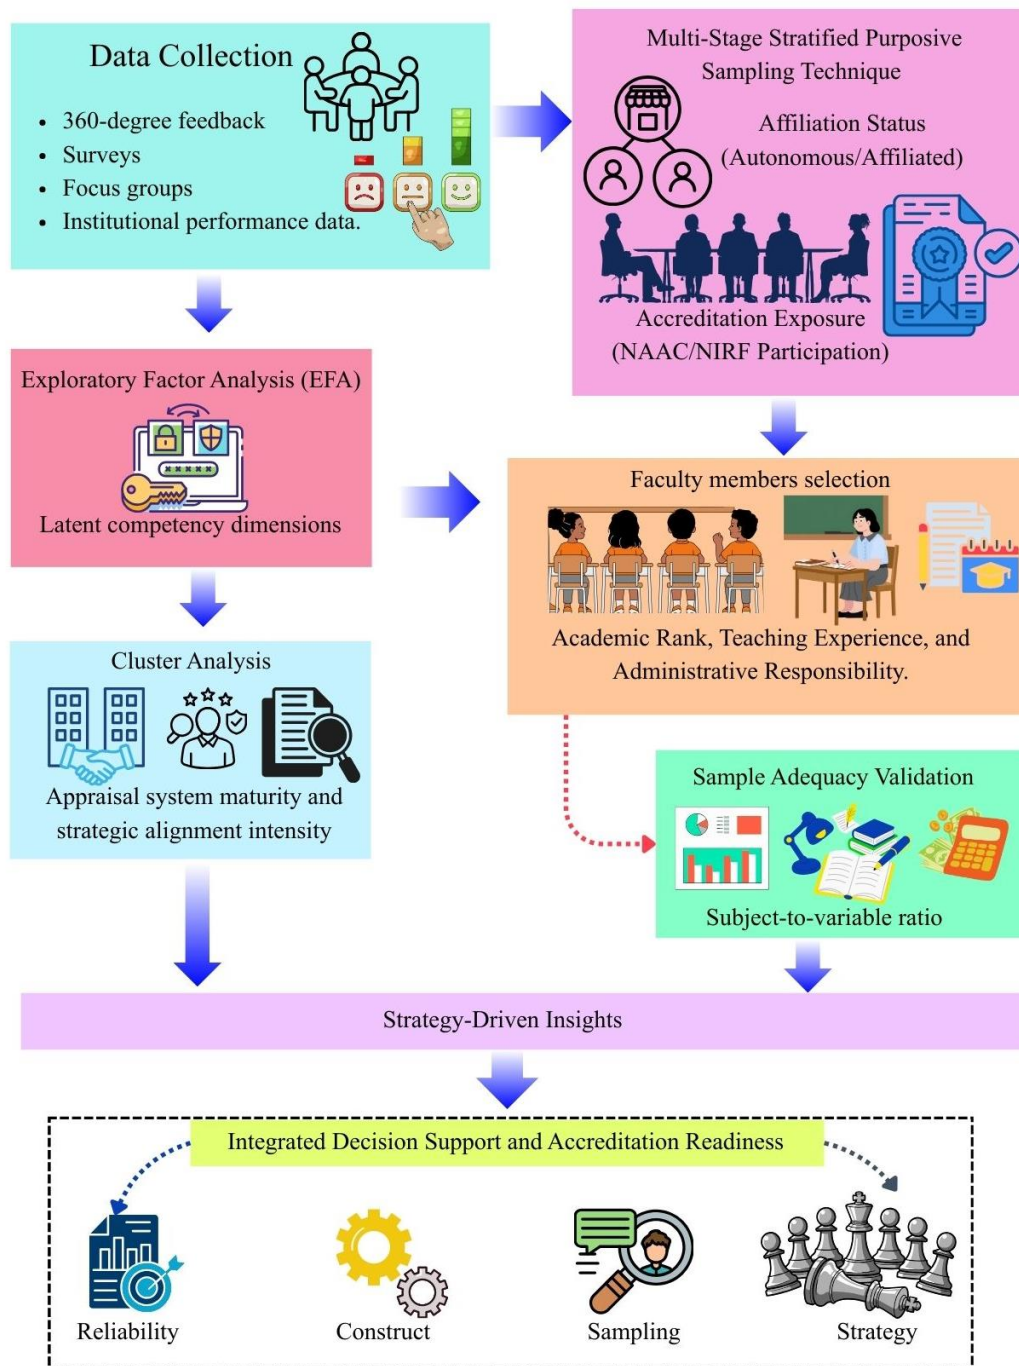 Data Collection
• 360-degree feedback
• Surveys
• Focus groups
• Institutional performance data.
Multi-Stage Stratified Purposive
Sampling Technique
Affiliation Status
(Autonomous/Affiliated)
Accreditation Exposure
(NAAC/NIRF Participation)
Exploratory Factor Analysis (EFA)
Latent competency dimensions
Faculty members selection
Academic Rank, Teaching Experience, and
Administrative Responsibility.
Cluster Analysis
Appraisal system maturity and
strategic alignment intensity
Sample Adequacy Validation
Subject-to-variable ratio
Strategy-Driven Insights
Integrated Decision Support and Accreditation Readiness
Reliability
Construct
Sampling
Strategy